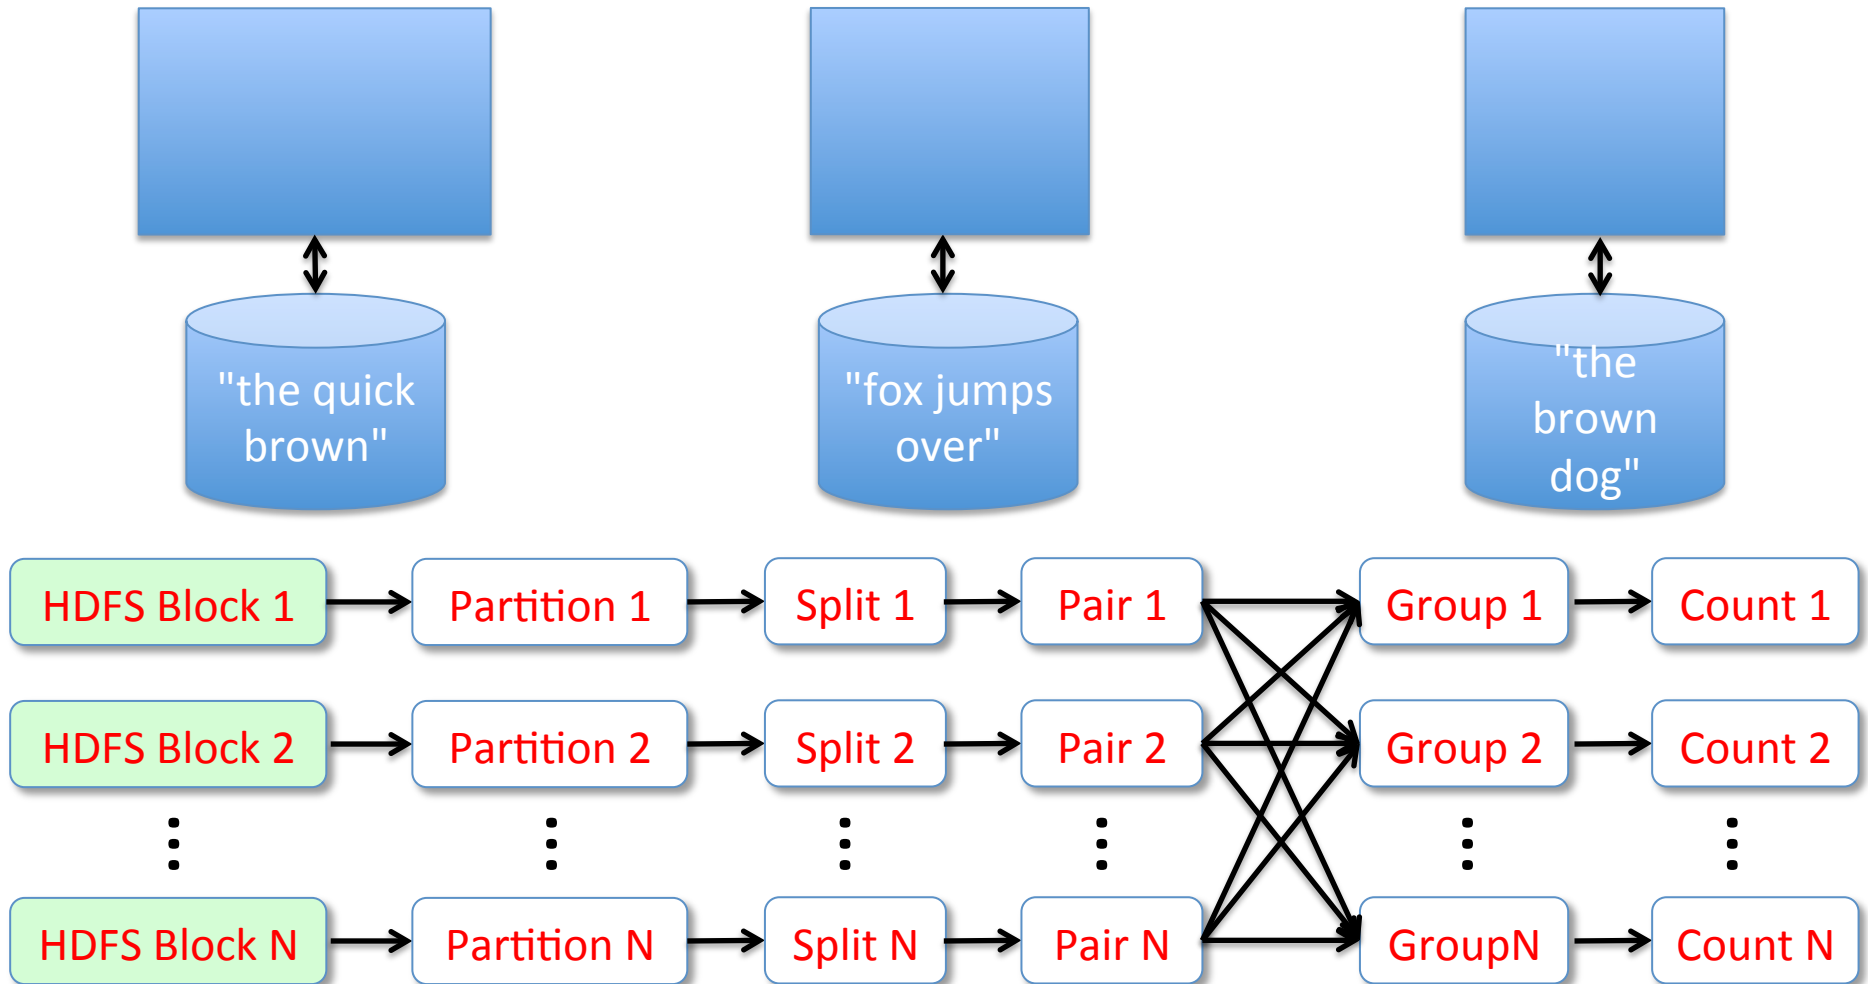 "the quick
brown"
"fox jumps
over"
"the
brown
dog"
HDFS Block 1
Partition 1
Split 1
Pair 1
Group 1
Count 1
HDFS Block 2
Partition 2
Split 2
Pair 2
Group 2
Count 2
HDFS Block N
Partition N
Split N
Pair N
GroupN
Count N